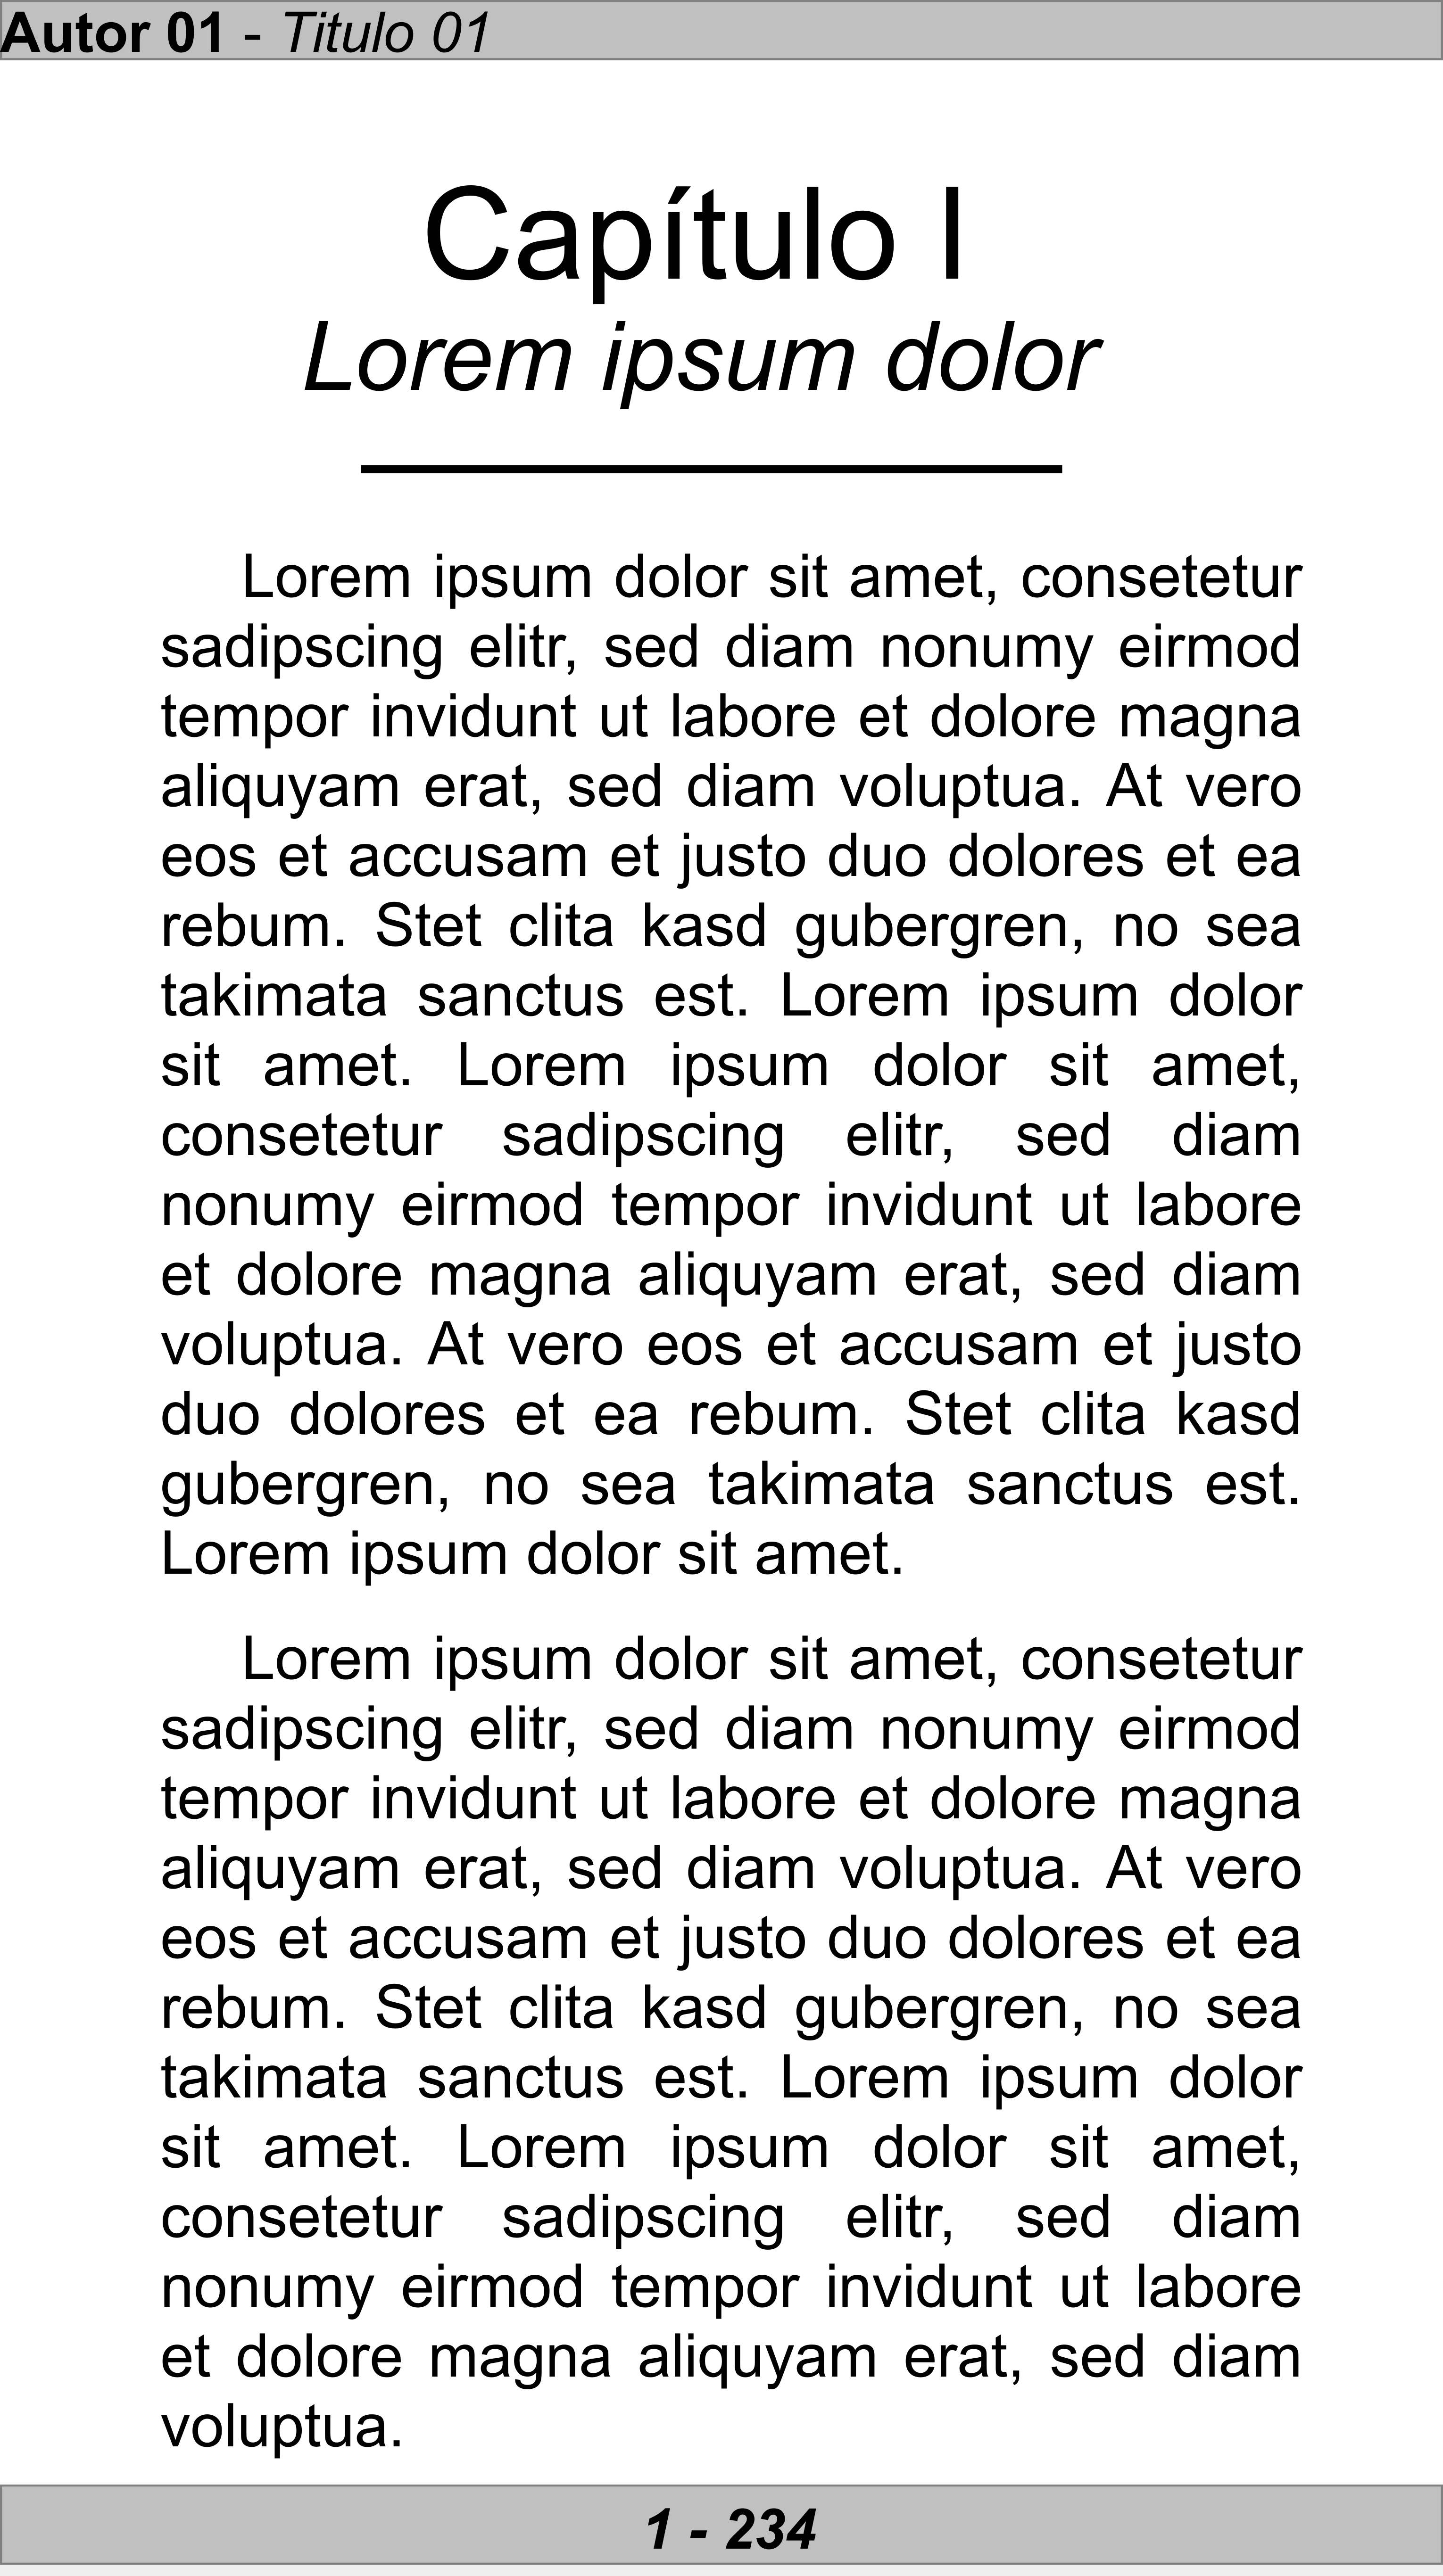 Autor 01 - Titulo 01
Capítulo I
Lorem ipsum dolor
Lorem ipsum dolor sit amet, consetetur
sadipscing elitr, sed diam nonumy eirmod
tempor invidunt ut labore et dolore magna
aliquyam erat, sed diam voluptua. At vero
eos et accusam et justo duo dolores et ea
rebum. Stet clita kasd gubergren, no sea
takimata sanctus est. Lorem ipsum dolor
sit amet. Lorem ipsum dolor sit amet,
consetetur sadipscing elitr, sed diam
nonumy eirmod tempor invidunt ut labore
et dolore magna aliquyam erat, sed diam
voluptua. At vero eos et accusam et justo
duo dolores et ea rebum. Stet clita kasd
gubergren, no sea takimata sanctus est.
Lorem ipsum dolor sit amet.
Lorem ipsum dolor sit amet, consetetur
sadipscing elitr, sed diam nonumy eirmod
tempor invidunt ut labore et dolore magna
aliquyam erat, sed diam voluptua. At vero
eos et accusam et justo duo dolores et ea
rebum. Stet clita kasd gubergren, no sea
takimata sanctus est. Lorem ipsum dolor
sit amet. Lorem ipsum dolor sit amet,
consetetur sadipscing elitr, sed diam
nonumy eirmod tempor invidunt ut labore
et dolore magna aliquyam erat, sed diam
voluptua.
1 - 234